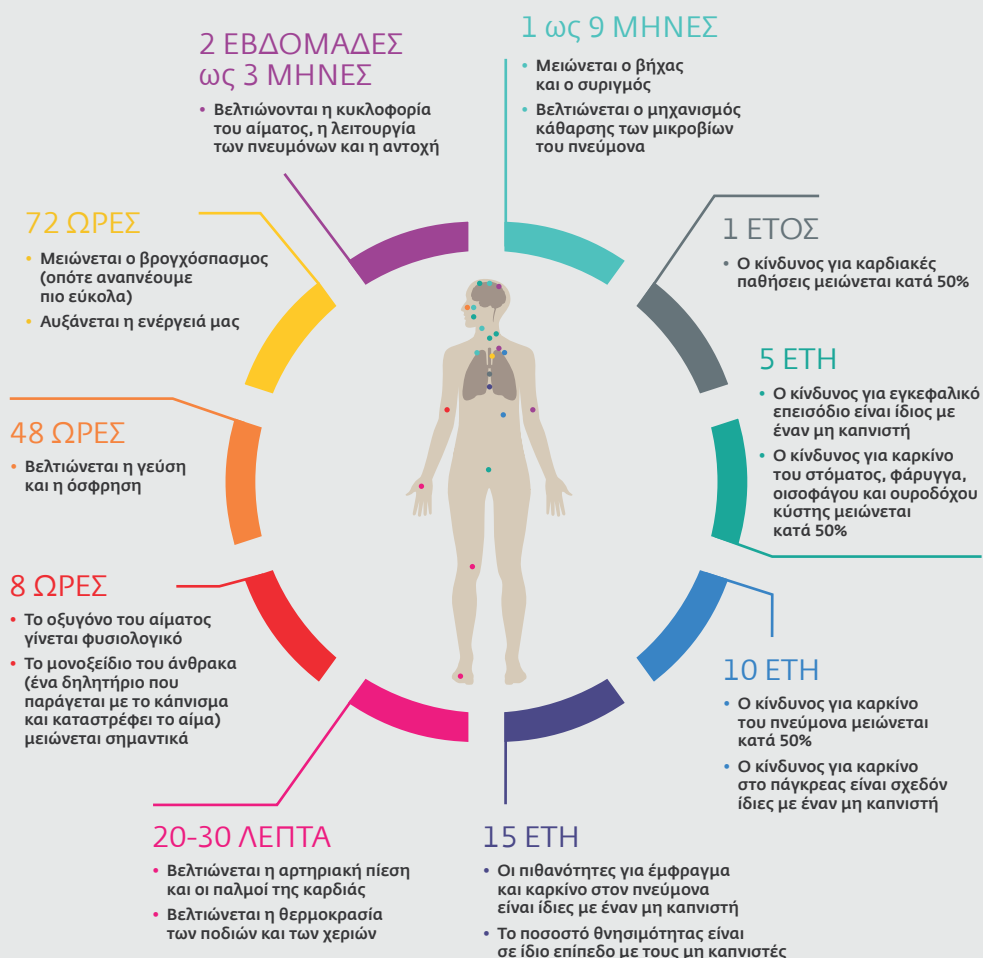 2 ΕΒΔΟΜΑΔΕΣ
ως 3 ΜΗΝΕΣ
• Βελτιώνονται η κυκλοφορία
του αίματος, η λειτουργία
των πνευμόνων και η αντοχή
1 ως 9 ΜΗΝΕΣ
• Μειώνεται ο βήχας
και ο συριγμός
• Βελτιώνεται ο μηχανισμός
κάθαρσης των μικροβίων
του πνεύμονα
72 ΩΡΕΣ
• Μειώνεται ο βρογχόσπασμος
(οπότε αναπνέουμε
πιο εύκολα)
• Αυξάνεται η ενέργειά μας
1 ΕΤΟΣ
• Ο κίνδυνος για καρδιακές
παθήσεις μειώνεται κατά 50%
5 ΕΤΗ
• Ο κίνδυνος για εγκεφαλικό
επεισόδιο είναι ίδιος με
έναν μη καπνιστή
• Ο κίνδυνος για καρκίνο
του στόματος, φάρυγγα,
οισοφάγου και ουροδόχου
κύστης μειώνεται
κατά 50%
48 ΩΡΕΣ
• Βελτιώνεται η γεύση
και η όσφρηση
8 ΩΡΕΣ
• Το οξυγόνο του αίματος
γίνεται φυσιολογικό
• Το μονοξείδιο του άνθρακα
(ένα δηλητήριο που
παράγεται με το κάπνισμα
και καταστρέφει το αίμα)
μειώνεται σημαντικά
10 ΕΤΗ
• Ο κίνδυνος για καρκίνο
του πνεύμονα μειώνεται
κατά 50%
• Ο κίνδυνος για καρκίνο
στο πάγκρεας είναι σχεδόν
ίδιες με έναν μη καπνιστή
20-30 ΛΕΠΤΑ
• Βελτιώνεται η αρτηριακή πίεση
και οι παλμοί της καρδιάς
• Βελτιώνεται η θερμοκρασία
των ποδιών και των χεριών
15 ΕΤΗ
• Οι πιθανότητες για έμφραγμα
και καρκίνο στον πνεύμονα
είναι ίδιες με έναν μη καπνιστή
• Το ποσοστό θνησιμότητας είναι
σε ίδιο επίπεδο με τους μη καπνιστές